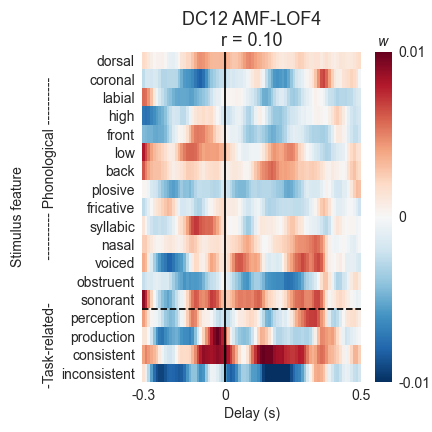 DC12 AMF-LOF4
r = 0.10
w
0.01
0
-0.01
Stimulus feature
---------- Phonological ----------
-Task-related-
dorsal
coronal
labial
high
front
low
back
plosive
fricative
syllabic
nasal
voiced
obstruent
sonorant
perception
production
consistent
inconsistent
-0.3 0 0.5
Delay (s)